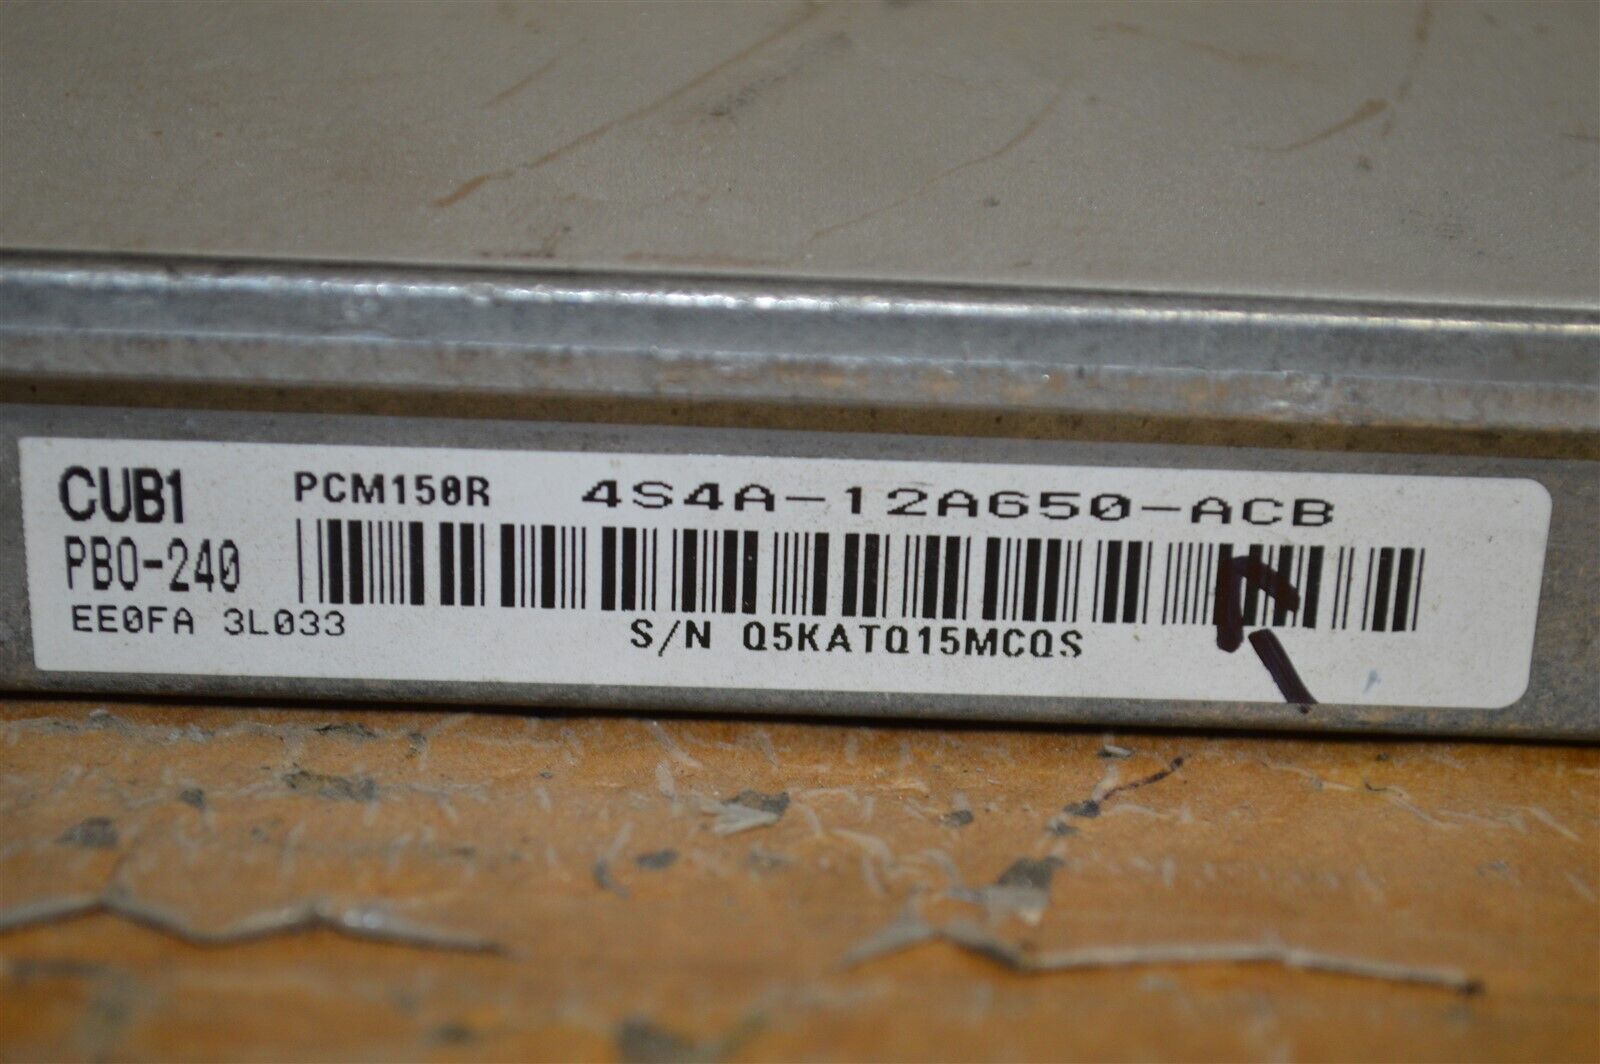 CUB1 PCM150R 4S4A-12A650-ACB
PBO-240
EE0FA 3L033
S/N Q5KATQ15MCQS